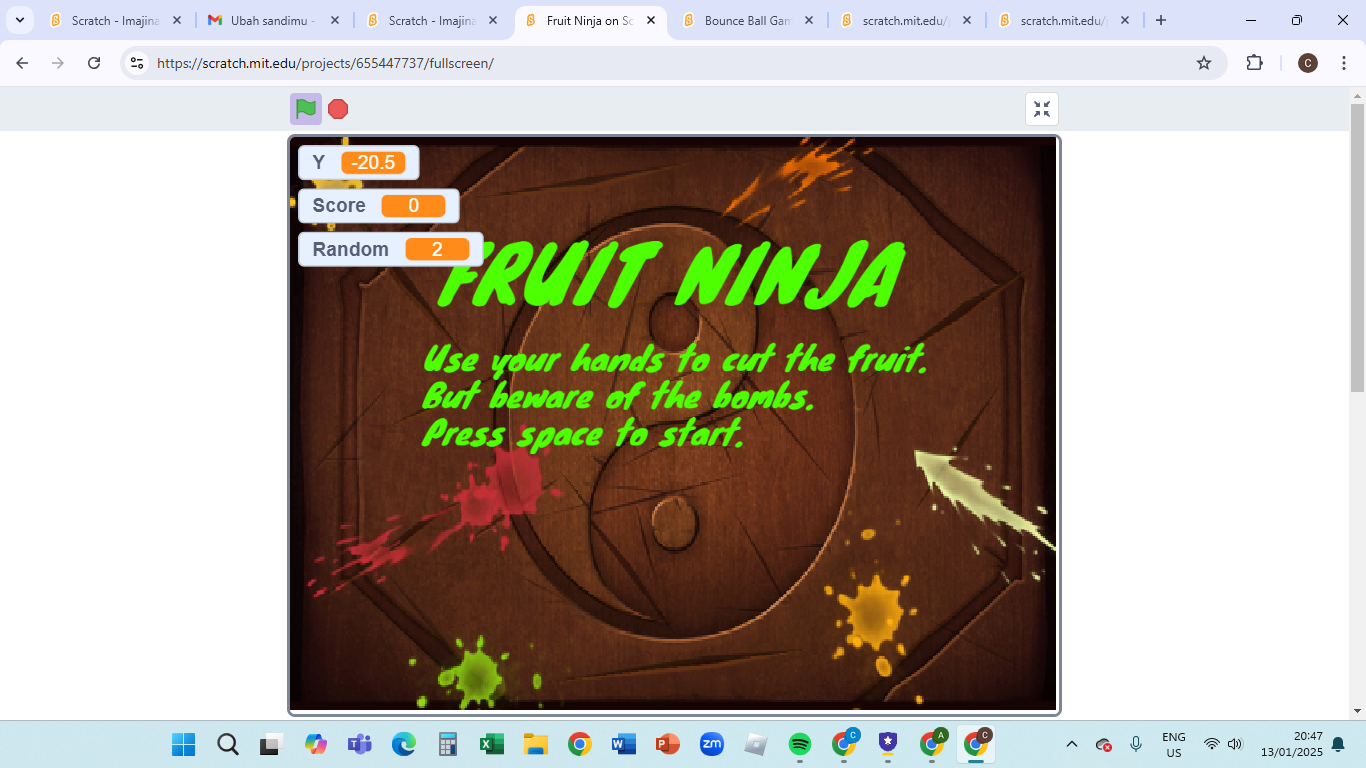 Scratch - Imajina
Ubah sandimu -
Scratch - Imajina
Fruit Ninja on Sc
Bounce Ball Gam
scratch.mit.edu/p
scratch.mit.edu/p
https://scratch.mit.edu/projects/655447737/fullscreen/
C
Y -20.5
Score 0
Random 2
FRUIT NINJA
Use your hands to cut the fruit.
But beware of the bombs.
Press space to start.
zm
C
A
C
ENG
US
20:47
13/01/2025